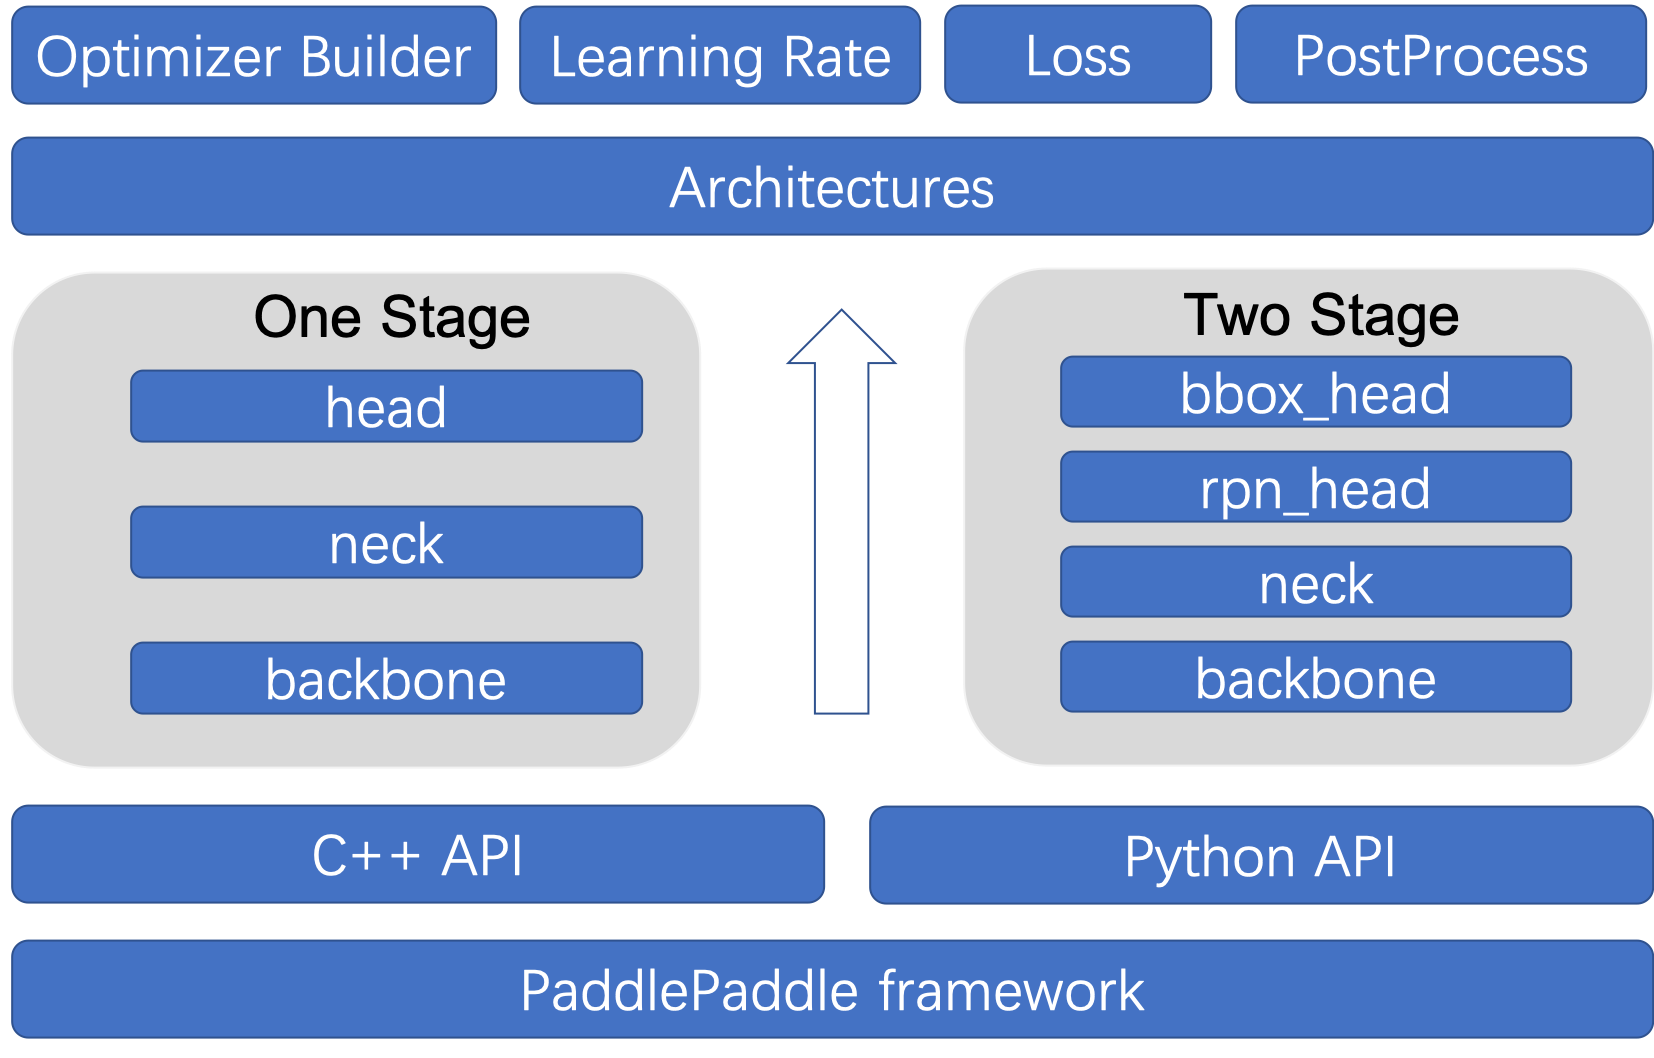 Optimizer Builder
Learning Rate
Loss
PostProcess
Architectures
One Stage
head
neck
backbone
Two Stage
bbox_head
rpn_head
neck
backbone
C++ API
Python API
PaddlePaddle framework